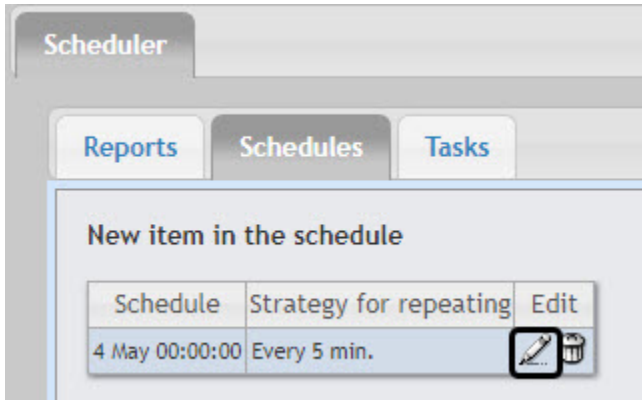 Scheduler
Reports Schedules Tasks
New item in the schedule
Schedule Strategy for repeating Edit
4 May 00:00:00 Every 5 min.